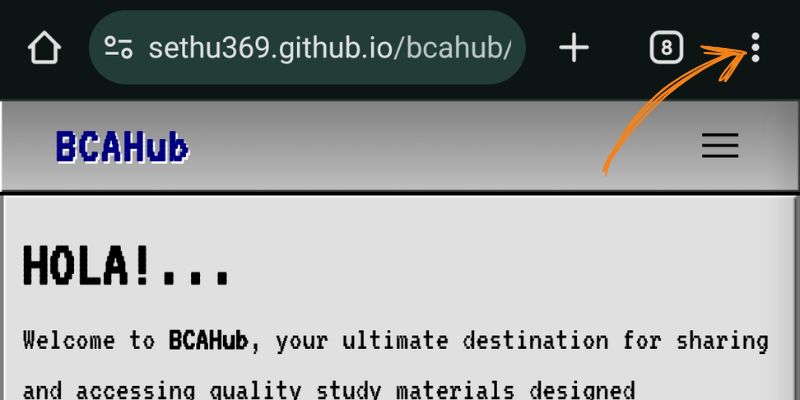 sethu369.github.io/bcahub/
8
BCAHub
HOLA!...
Welcome to BCAHub, your ultimate destination for sharing
and accessing quality study materials designed